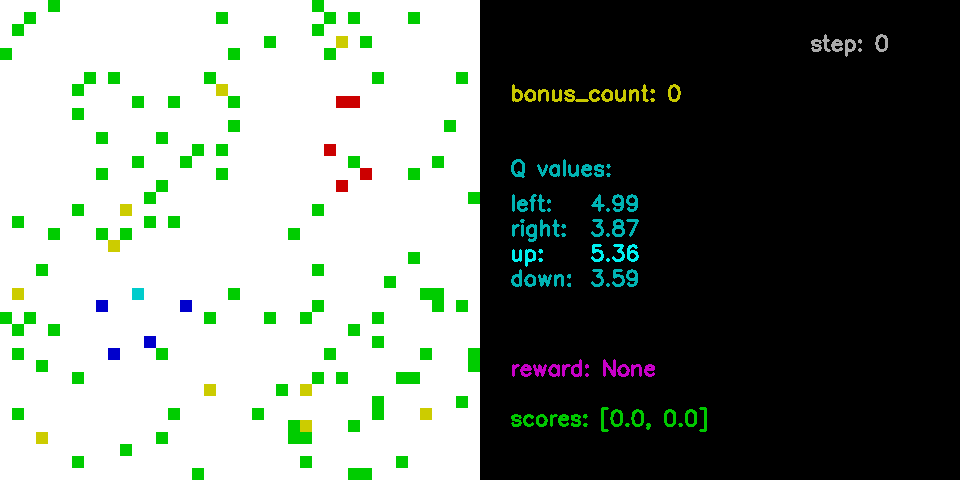 step: 0
bonus_count: 0
Q values:
left: 4.99
right: 3.87
up: 5.36
down: 3.59
reward: None
scores: [0.0, 0.0]